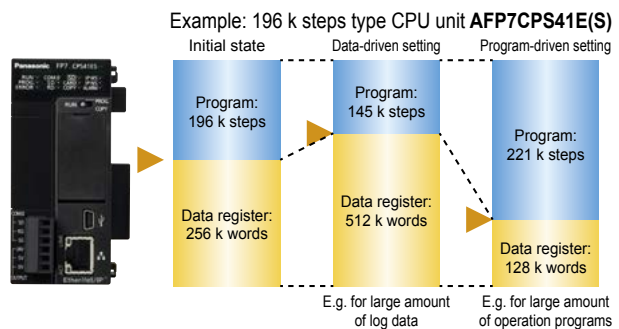 Example: 196 k steps type CPU unit AFP7CPS41E(S)
Initial state
Data-driven setting
Program-driven setting
Panasonic FP7 CPS41ES
RUN
COPY
Program:
196 k steps
Data register:
256 k words
Program:
145 k steps
Data register:
512 k words
Program:
221 k steps
Data register:
128 k words
E.g. for large amount
of log data
E.g. for large amount
of operation programs